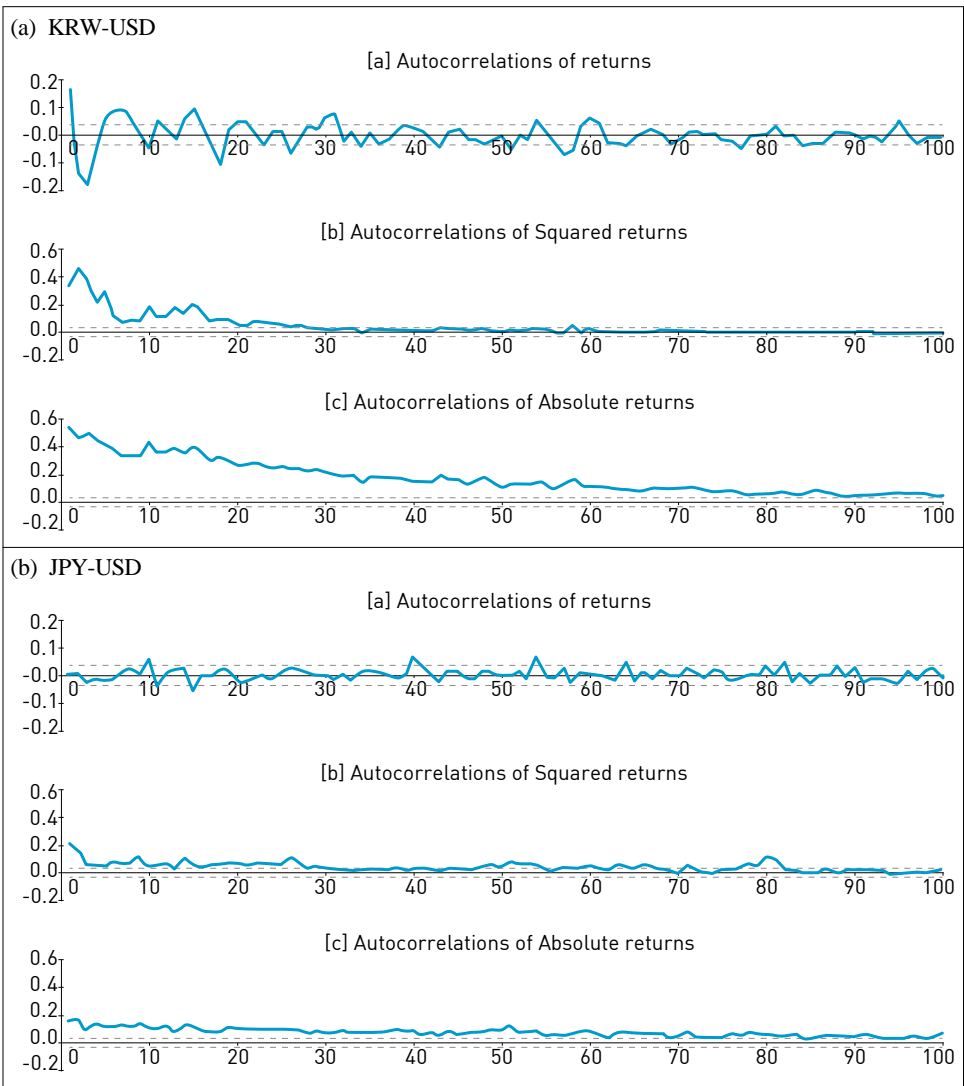 (a) KRW-USD
[a] Autocorrelations of returns
0.2
0.1
-0.0
-0.1
-0.2
0 10 20 30 40 50 60 70 80 90 100
[b] Autocorrelations of Squared returns
0.6
0.4
0.2
0.0
-0.2
0 10 20 30 40 50 60 70 80 90 100
[c] Autocorrelations of Absolute returns
0.6
0.4
0.2
0.0
-0.2
0 10 20 30 40 50 60 70 80 90 100
(b) JPY-USD
[a] Autocorrelations of returns
0.2
0.1
-0.0
-0.1
-0.2
0 10 20 30 40 50 60 70 80 90 100
[b] Autocorrelations of Squared returns
0.6
0.4
0.2
0.0
-0.2
0 10 20 30 40 50 60 70 80 90 100
[c] Autocorrelations of Absolute returns
0.6
0.4
0.2
0.0
-0.2
0 10 20 30 40 50 60 70 80 90 100